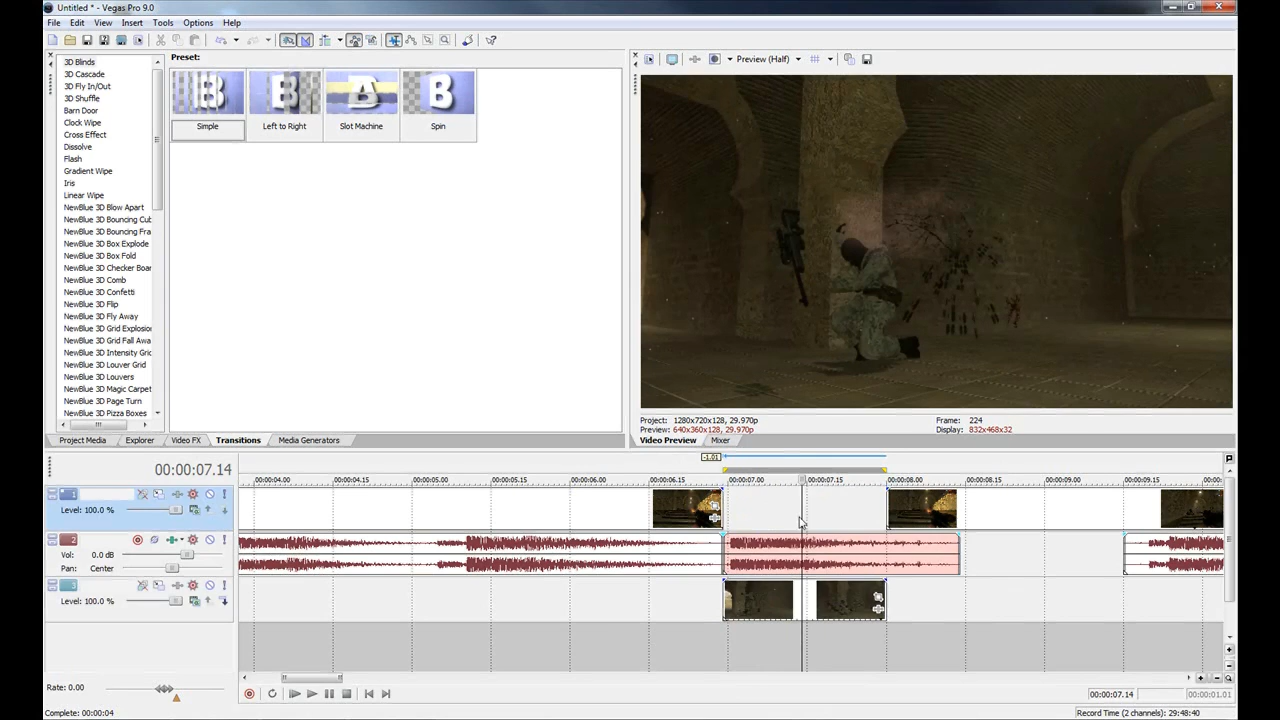 Untitled * - Vegas Pro 9.0
File Edit View Insert Tools Options Help
3D Blinds
3D Cascade
3D Fly In/Out
3D Shuffle
Barn Door
Clock Wipe
Cross Effect
Dissolve
Flash
Gradient Wipe
Iris
Linear Wipe
NewBlue 3D Blow Apart
NewBlue 3D Bouncing Cub
NewBlue 3D Bouncing Fra
NewBlue 3D Box Explode
NewBlue 3D Box Fold
NewBlue 3D Checker Boar
NewBlue 3D Comb
NewBlue 3D Confetti
NewBlue 3D Flip
NewBlue 3D Fly Away
NewBlue 3D Grid Explosion
NewBlue 3D Grid Fall Awa
NewBlue 3D Intensity Grid
NewBlue 3D Louver Grid
NewBlue 3D Louvers
NewBlue 3D Magic Carpet
NewBlue 3D Page Turn
NewBlue 3D Pizza Boxes
Preset:
Simple Left to Right Slot Machine Spin
Preview (Half)
Project: 1280x720x128, 29.970p
Preview: 640x360x128, 29.970p
Frame: 224
Display: 832x468x32
Project Media Explorer Video FX Transitions Media Generators
Video Preview Mixer
00:00:07.14
-1.01
00:00:04.00 00:00:04.15 00:00:05.00 00:00:05.15 00:00:06.00 00:00:06.15 00:00:07.00 00:00:07.15 00:00:08.00 00:00:08.15 00:00:09.00 00:00:09.15 00:00:
1
Level: 100.0 %
2
Vol: 0.0 dB
Pan: Center
3
Level: 100.0 %
Rate: 0.00
00:00:07.14 00:00:01.01
Complete: 00:00:04
Record Time (2 channels): 29:48:40